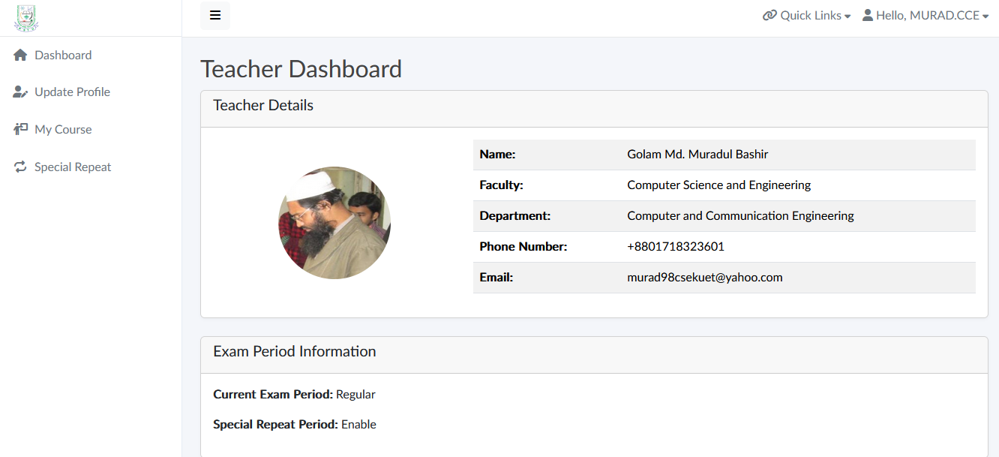 Quick Links
Hello, MURAD.CCE
Dashboard
Update Profile
My Course
Special Repeat
Teacher Dashboard
Teacher Details
Name: Golam Md. Muradul Bashir
Faculty: Computer Science and Engineering
Department: Computer and Communication Engineering
Phone Number: +8801718323601
Email: murad98csekuet@yahoo.com
Exam Period Information
Current Exam Period: Regular
Special Repeat Period: Enable